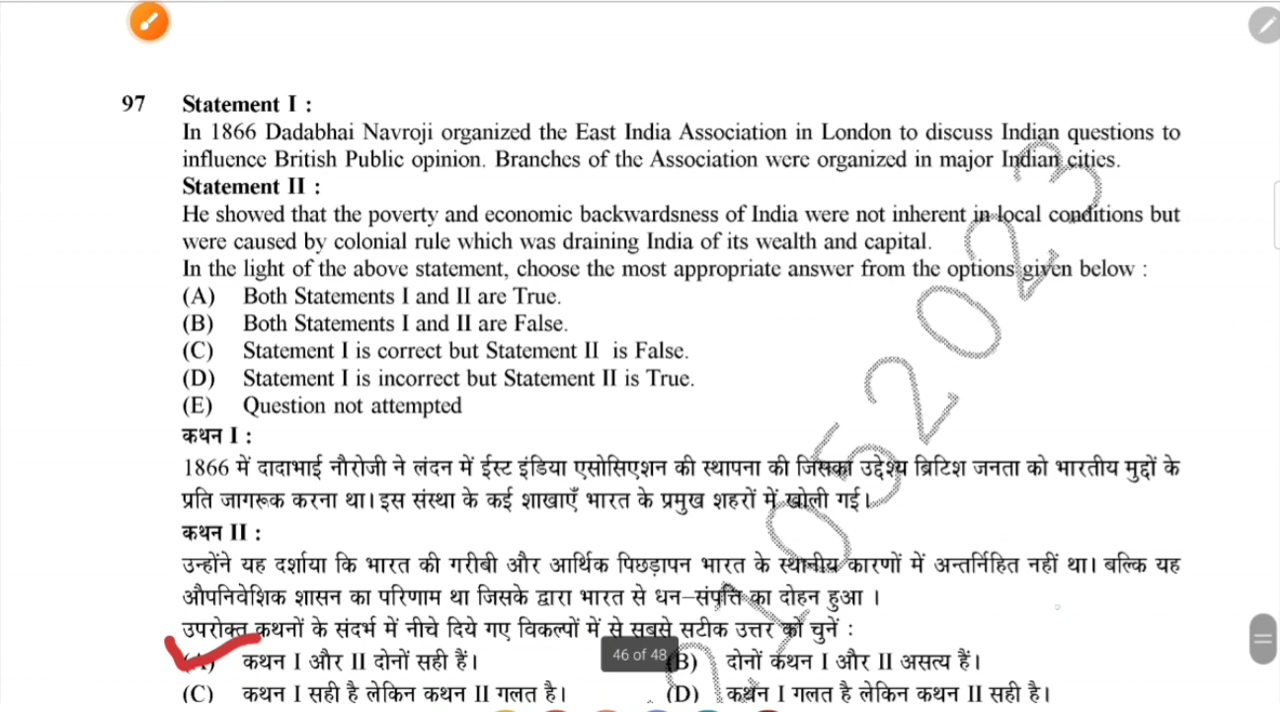 97 Statement I :
In 1866 Dadabhai Navroji organized the East India Association in London to discuss Indian questions to
influence British Public opinion. Branches of the Association were organized in major Indian cities.
Statement II :
He showed that the poverty and economic backwardsness of India were not inherent in local conditions but
were caused by colonial rule which was draining India of its wealth and capital.
In the light of the above statement, choose the most appropriate answer from the options given below :
(A) Both Statements I and II are True.
(B) Both Statements I and II are False.
(C) Statement I is correct but Statement II is False.
(D) Statement I is incorrect but Statement II is True.
(E) Question not attempted
कथन I :
1866 में दादाभाई नौरोजी ने लंदन में ईस्ट इंडिया एसोसिएशन की स्थापना की जिसका उद्देश्य ब्रिटिश जनता को भारतीय मुद्दों के
प्रति जागरूक करना था। इस संस्था के कई शाखाएँ भारत के प्रमुख शहरों में खोली गई।
कथन II :
उन्होंने यह दर्शाया कि भारत की गरीबी और आर्थिक पिछड़ापन भारत के स्थानीय कारणों में अन्तर्निहित नहीं था। बल्कि यह
औपनिवेशिक शासन का परिणाम था जिसके द्वारा भारत से धन–संपत्ति का दोहन हुआ ।
उपरोक्त कथनों के संदर्भ में नीचे दिये गए विकल्पों में से सबसे सटीक उत्तर को चुनें :
(A) कथन I और II दोनों सही हैं। 46 of 48 (B) दोनों कथन I और II असत्य हैं।
(C) कथन I सही है लेकिन कथन II गलत है। (D) कथन I गलत है लेकिन कथन II सही है।
21052023